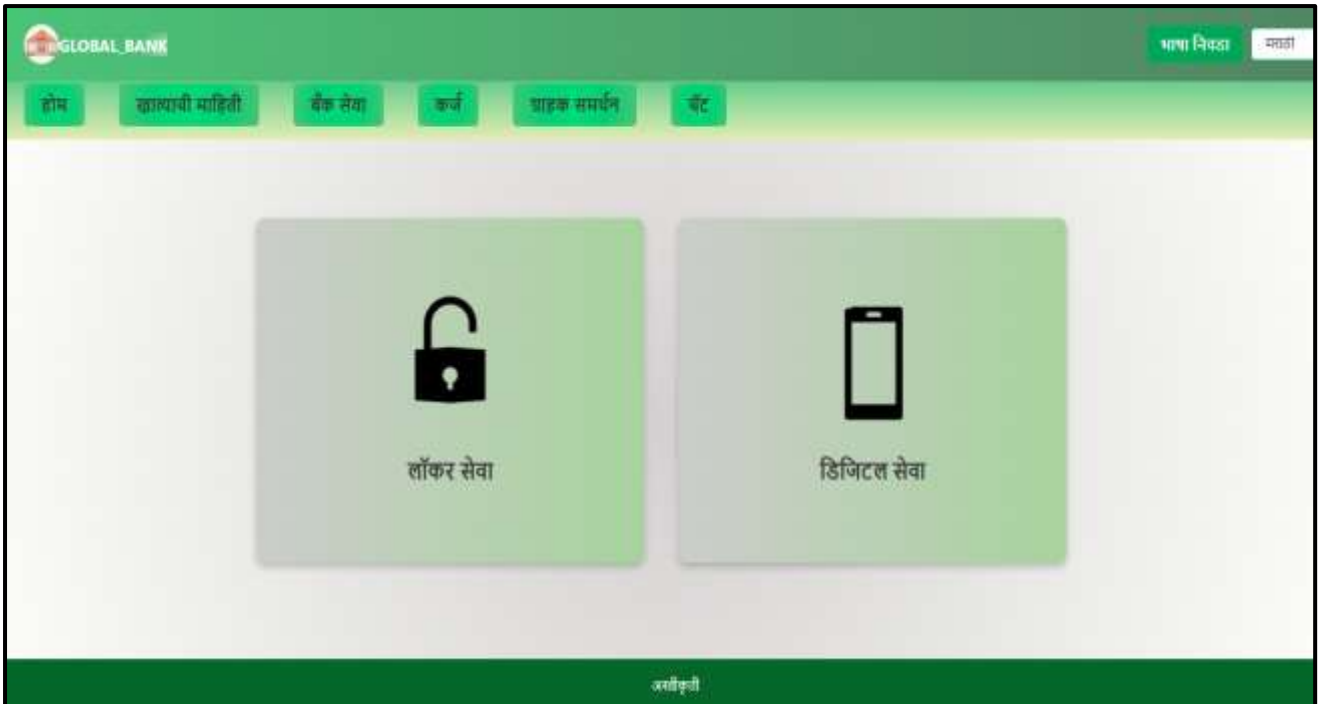 GLOBAL_BANK
भाषा निवडा
मराठी
होम
खात्याची माहिती
बँक सेवा
कर्ज
ग्राहक समर्थन
चॅट
लॉकर सेवा
डिजिटल सेवा
अस्वीकृती